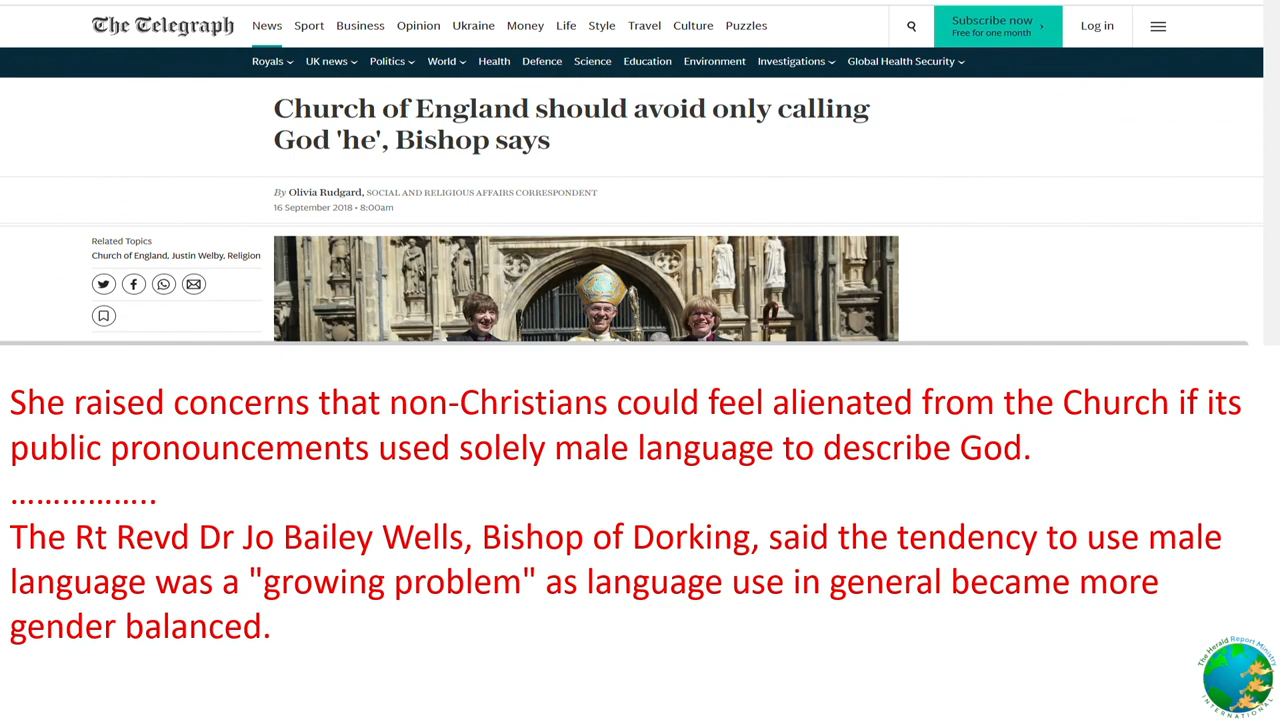 The Telegraph
News Sport Business Opinion Ukraine Money Life Style Travel Culture Puzzles
Subscribe now
Free for one month
Log in
Royals UK news Politics World Health Defence Science Education Environment Investigations Global Health Security
Church of England should avoid only calling
God 'he', Bishop says
By Olivia Rudgard, SOCIAL AND RELIGIOUS AFFAIRS CORRESPONDENT
16 September 2018 • 8:00am
Related Topics
Church of England, Justin Welby, Religion
She raised concerns that non-Christians could feel alienated from the Church if its
public pronouncements used solely male language to describe God.
……………..
The Rt Revd Dr Jo Bailey Wells, Bishop of Dorking, said the tendency to use male
language was a "growing problem" as language use in general became more
gender balanced.
The Herald Report Ministry
INTERNATIONAL